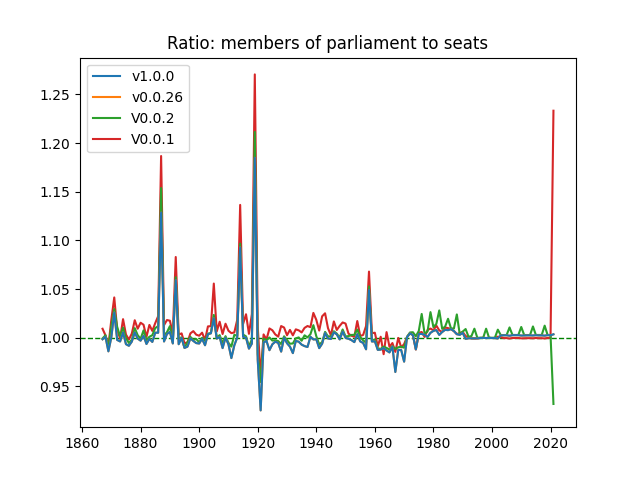 Ratio: members of parliament to seats
v1.0.0
v0.0.26
V0.0.2
V0.0.1
1.25
1.20
1.15
1.10
1.05
1.00
0.95
1860 1880 1900 1920 1940 1960 1980 2000 2020